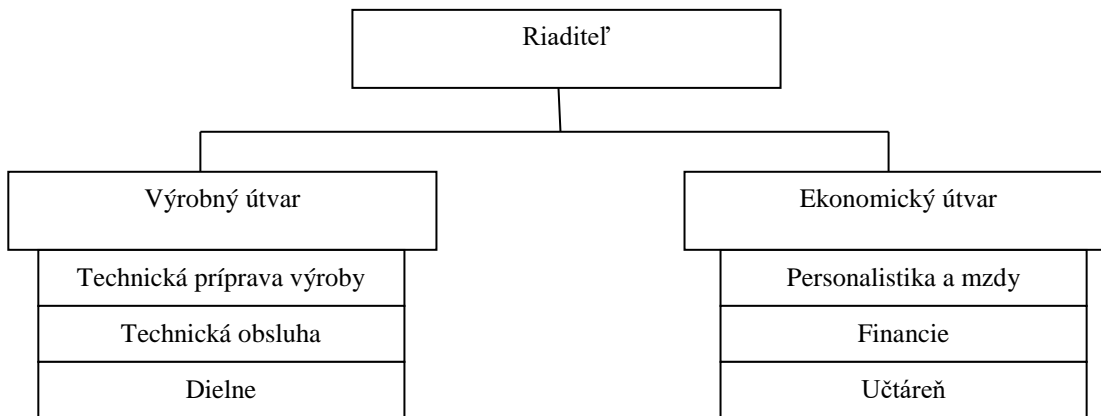 Riaditeľ
Výrobný útvar
Technická príprava výroby
Technická obsluha
Dielne
Ekonomický útvar
Personalistika a mzdy
Financie
Učtáreň